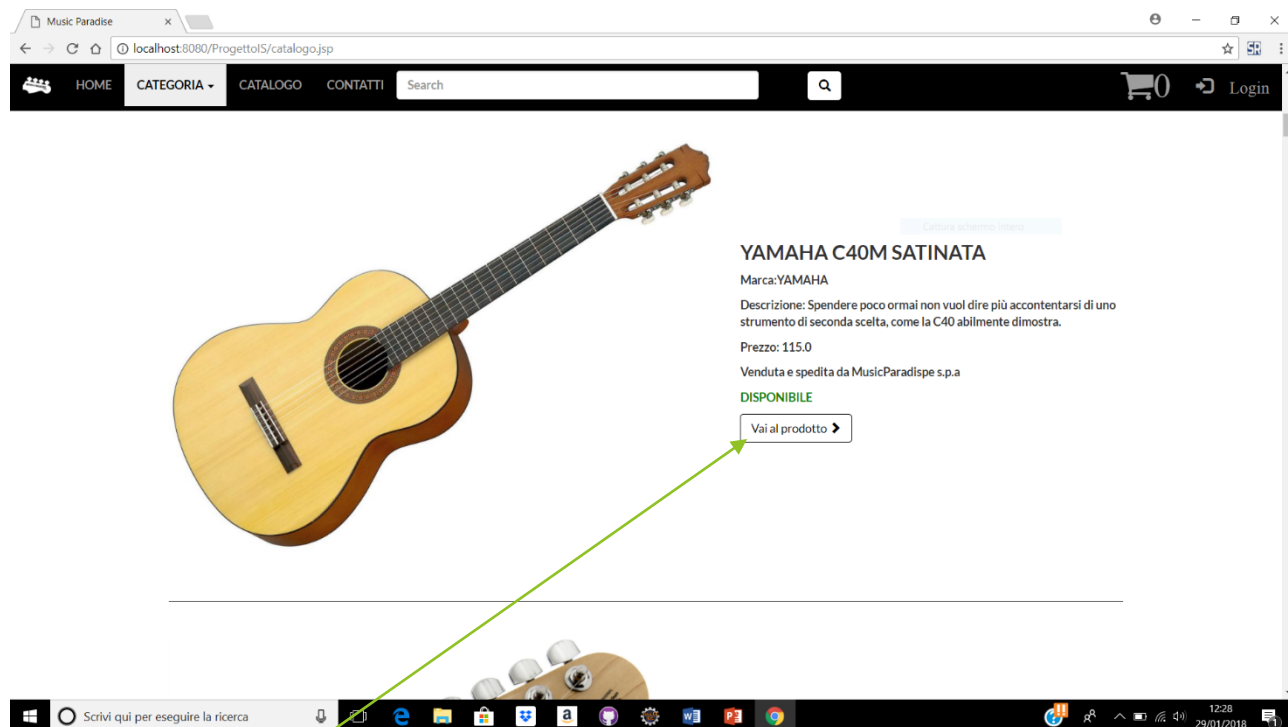 Music Paradise
localhost:8080/ProgettoIS/catalogo.jsp
HOME
CATEGORIA
CATALOGO
CONTATTI
Search
0
Login
Cattura schermo intero
YAMAHA C40M SATINATA
Marca:YAMAHA
Descrizione: Spendere poco ormai non vuol dire più accontentarsi di uno
strumento di seconda scelta, come la C40 abilmente dimostra.
Prezzo: 115.0
Venduta e spedita da MusicParadispe s.p.a
DISPONIBILE
Vai al prodotto
Scrivi qui per eseguire la ricerca
12:28
29/01/2018